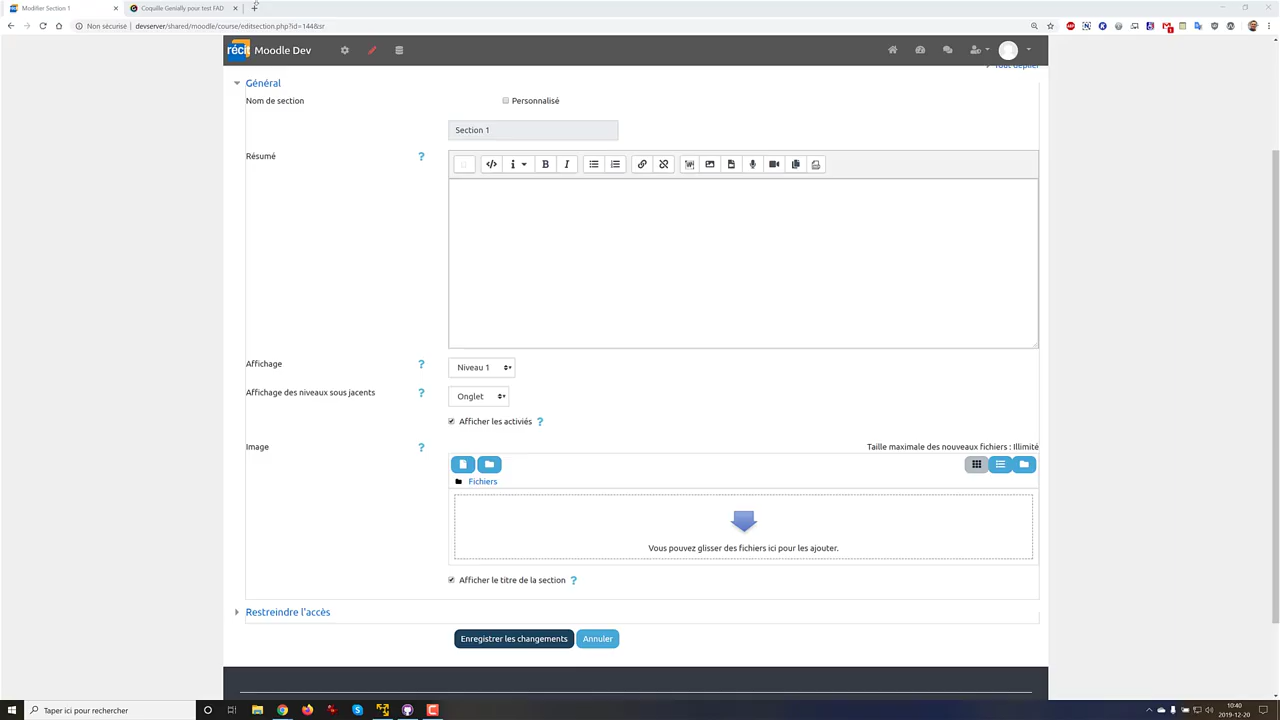 Modifier Section 1
Coquille Genially pour test FAD
Non sécurisé
devserver/shared/moodle/course/editsection.php?id=144&sr
récit Moodle Dev
Tout déplier
Général
Nom de section
Personnalisé
Section 1
Résumé
?
B
I
Affichage
?
Niveau 1
Affichage des niveaux sous jacents
?
Onglet
Afficher les activiés ?
Image
?
Taille maximale des nouveaux fichiers : Illimité
Fichiers
Vous pouvez glisser des fichiers ici pour les ajouter.
Afficher le titre de la section ?
Restreindre l'accès
Enregistrer les changements
Annuler
Taper ici pour rechercher
10:40
2019-12-20